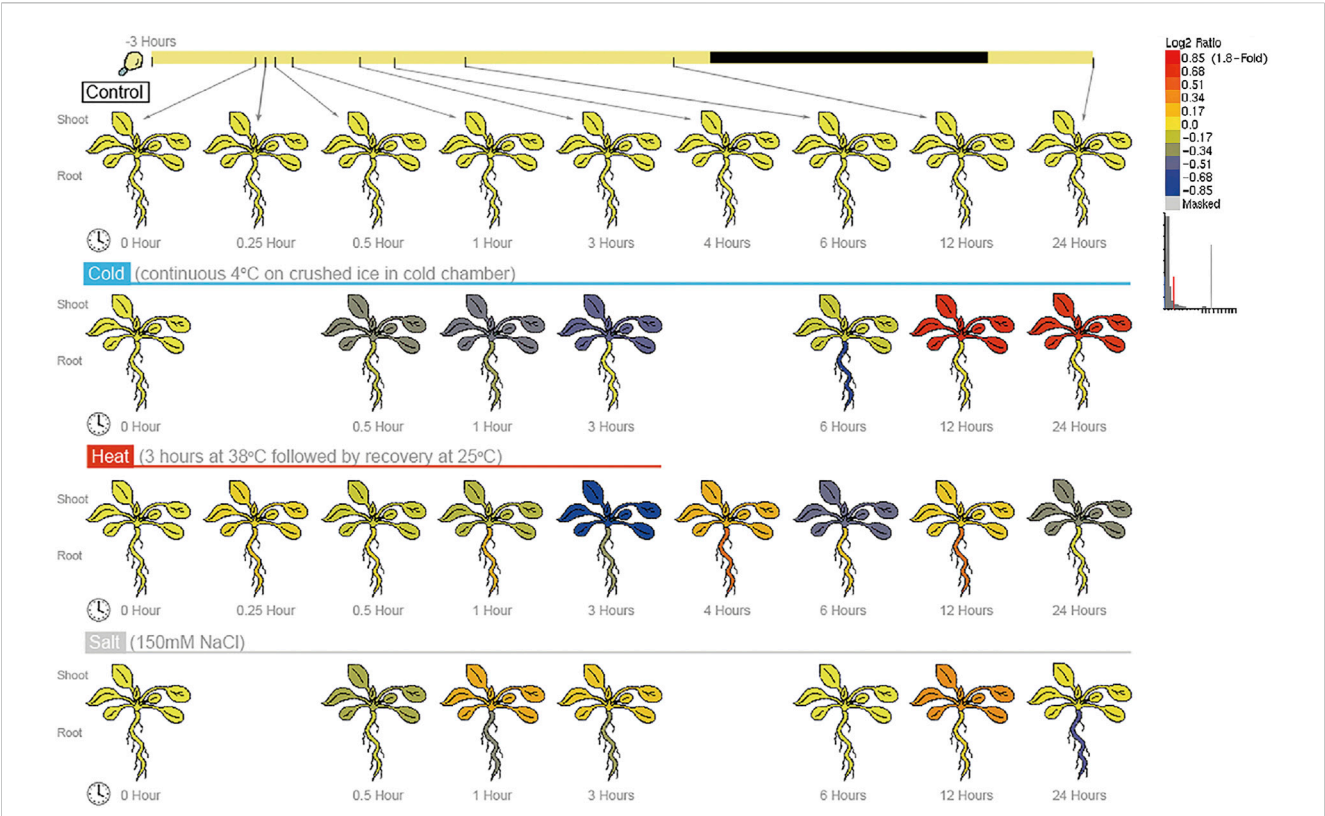 -3 Hours
Control
Shoot
Root
0 Hour 0.25 Hour 0.5 Hour 1 Hour 3 Hours 4 Hours 6 Hours 12 Hours 24 Hours
Cold (continuous 4ºC on crushed ice in cold chamber)
Shoot
Root
0 Hour 0.5 Hour 1 Hour 3 Hours 6 Hours 12 Hours 24 Hours
Heat (3 hours at 38ºC followed by recovery at 25ºC)
Shoot
Root
0 Hour 0.25 Hour 0.5 Hour 1 Hour 3 Hours 4 Hours 6 Hours 12 Hours 24 Hours
Salt (150mM NaCl)
Shoot
Root
0 Hour 0.5 Hour 1 Hour 3 Hours 6 Hours 12 Hours 24 Hours
Log2 Ratio
0.85 (1.8-Fold)
0.68
0.51
0.34
0.17
0.0
-0.17
-0.34
-0.51
-0.68
-0.85
Masked